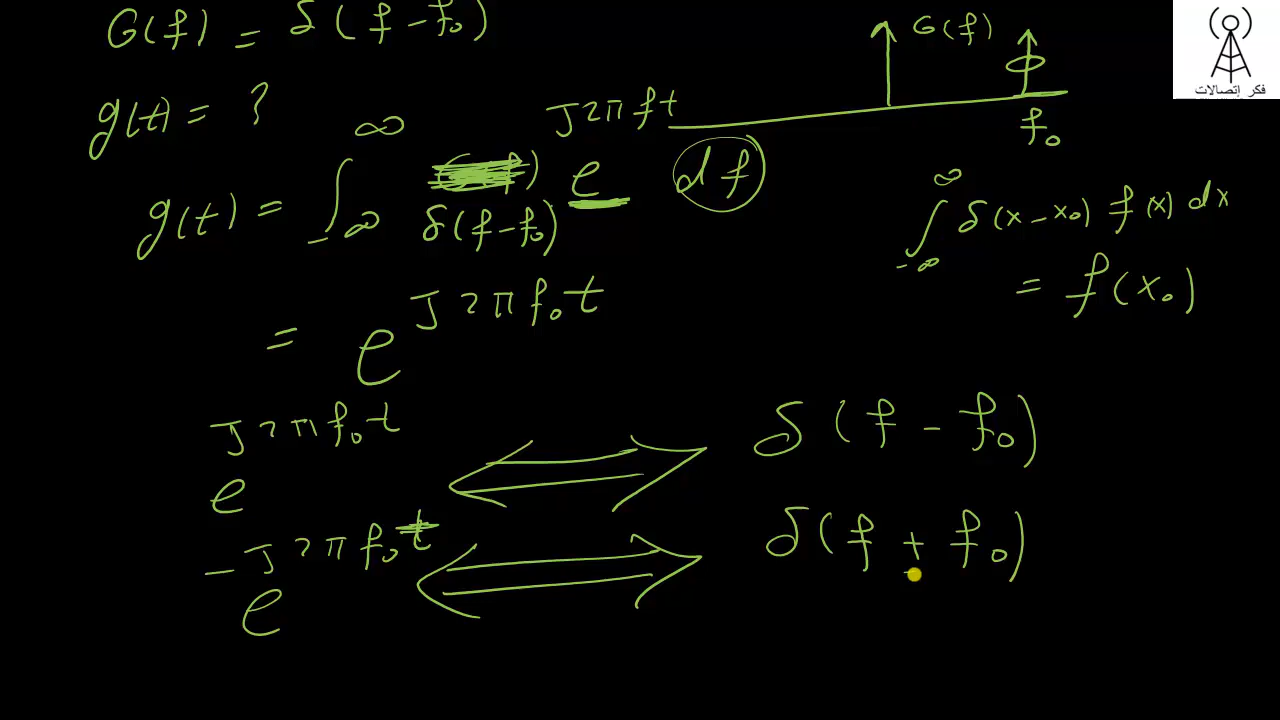 G(f) = δ(f-f₀)
G(f)
فكر إتصالات
g(t) = ?
f₀
g(t) = ∫_{-∞}^{∞} δ(f-f₀) e^{J2πft} df
∫_{-∞}^{∞} δ(x-x₀) f(x) dx
= f(x₀)
= e^{J2πf₀t}
e^{J2πf₀t} ⟺ δ(f-f₀)
e^{-J2πf₀t} ⟺ δ(f+f₀)